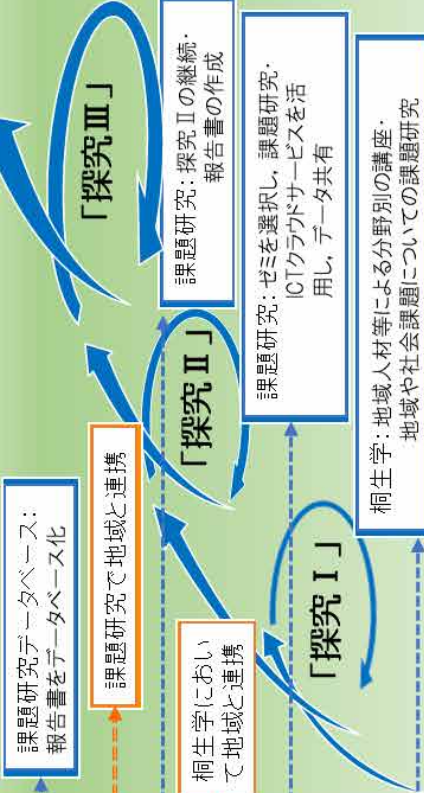 「探究Ⅲ」
課題研究：探究Ⅱの継続・
報告書の作成
「探究Ⅱ」
課題研究：ゼミを選択し、課題研究・
ICTクラウドサービスを活
用し、データ共有
「探究Ⅰ」
桐生学：地域人材等による分野別の講座・
地域や社会課題についての課題研究
課題研究データベース：
報告書をデータベース化
課題研究で地域と連携
桐生学におい
て地域と連携